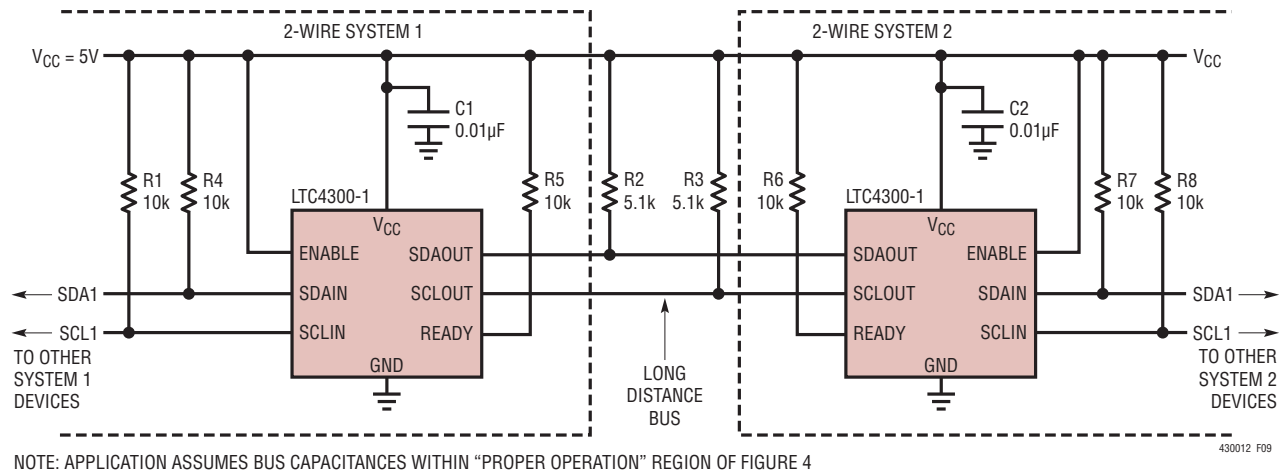 2-WIRE SYSTEM 1
2-WIRE SYSTEM 2
VCC = 5V
VCC
C1
0.01µF
C2
0.01µF
R1
10k
R4
10k
R5
10k
R2
5.1k
R3
5.1k
R6
10k
R7
10k
R8
10k
LTC4300-1
VCC
ENABLE
SDAIN
SCLIN
SDAOUT
SCLOUT
READY
GND
LTC4300-1
VCC
SDAOUT
SCLOUT
READY
ENABLE
SDAIN
SCLIN
GND
SDA1
SCL1
TO OTHER
SYSTEM 1
DEVICES
LONG
DISTANCE
BUS
SDA1
SCL1
TO OTHER
SYSTEM 2
DEVICES
430012 F09
NOTE: APPLICATION ASSUMES BUS CAPACITANCES WITHIN “PROPER OPERATION” REGION OF FIGURE 4